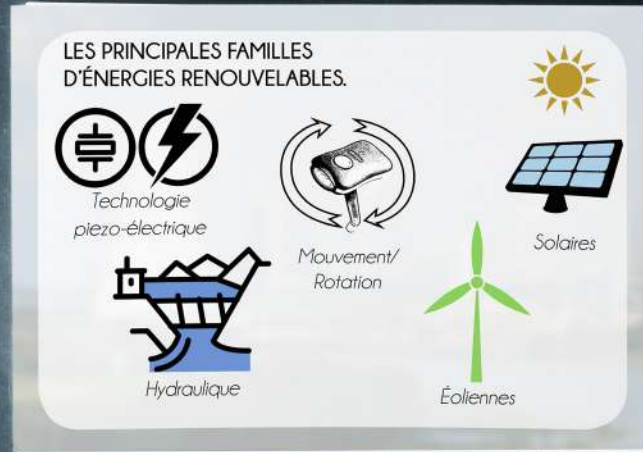 LES PRINCIPALES FAMILLES
D'ÉNERGIES RENOUVELABLES.
Technologie
piezo-électrique
Mouvement/
Rotation
Solaires
Hydraulique
Éoliennes